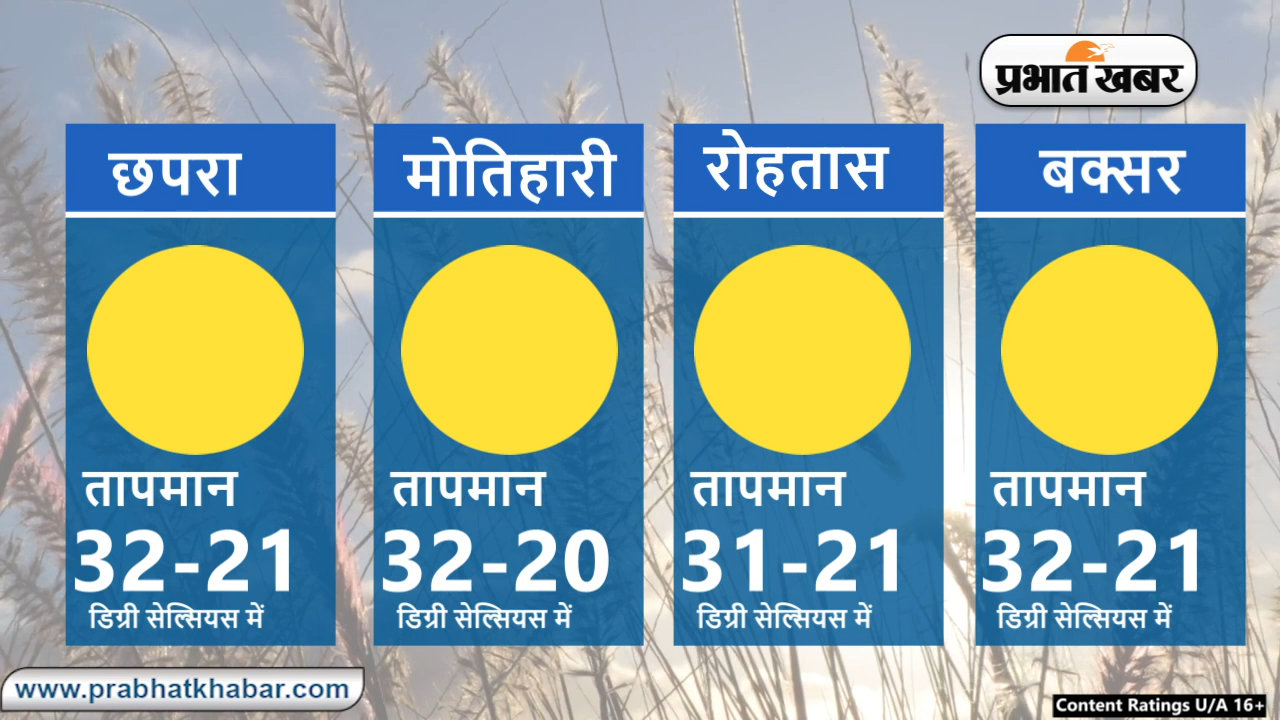 प्रभात खबर
छपरा
तापमान
32-21
डिग्री सेल्सियस में
मोतिहारी
तापमान
32-20
डिग्री सेल्सियस में
रोहतास
तापमान
31-21
डिग्री सेल्सियस में
बक्सर
तापमान
32-21
डिग्री सेल्सियस में
www.prabhatkhabar.com
Content Ratings U/A 16+